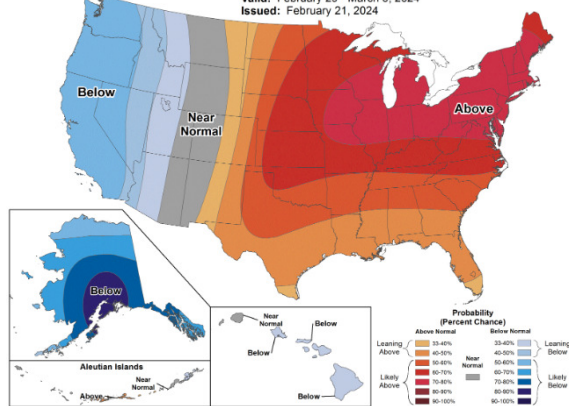 Issued: February 21, 2024
Below
Near
Normal
Above
Below
Aleutian Islands
Above
Near
Normal
Near
Normal
Below
Below
Below
Probability
(Percent Chance)
Above Normal
Below Normal
Leaning
Above
33-40%
40-50%
Near
Normal
33-40%
40-50%
Leaning
Below
Likely
Above
50-60%
60-70%
70-80%
80-90%
90-100%
50-60%
60-70%
70-80%
80-90%
90-100%
Likely
Below